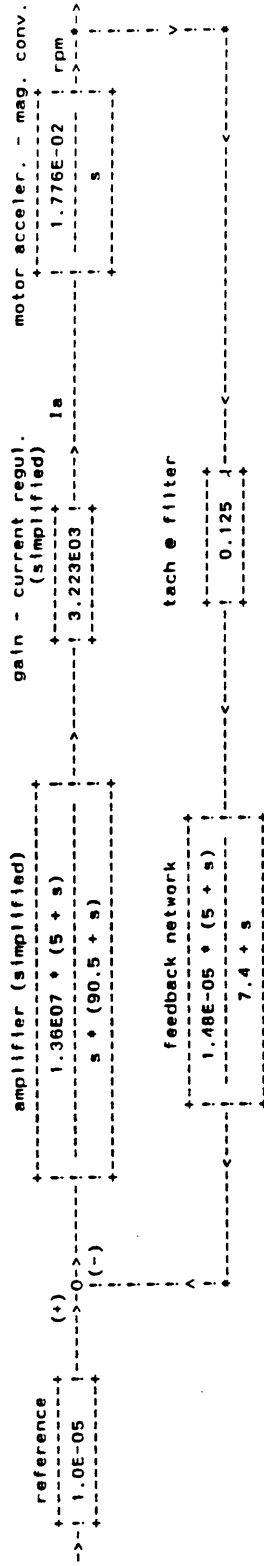 reference
->-! 1.0E-05 !
(+)
(-)
amplifier (simplified)
1.36E07 * (5 + s)
s * (90.5 + s)
gain - current regul.
(simplified)
! 3.223E03 !
Ia
motor acceler. - mag. conv.
1.776E-02
s
rpm
feedback network
1.48E-05 * (5 + s)
7.4 + s
tach @ filter
! 0.125